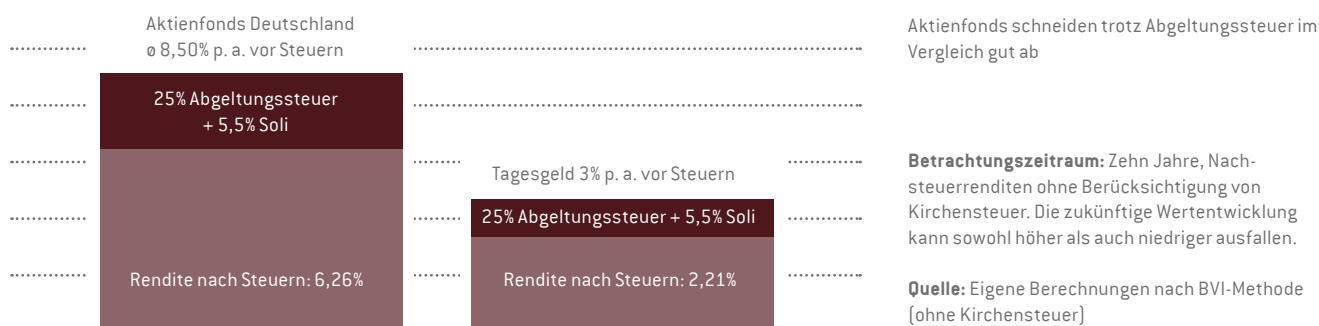 Aktienfonds Deutschland
ø 8,50% p. a. vor Steuern
25% Abgeltungssteuer
+ 5,5% Soli
Rendite nach Steuern: 6,26%
Tagesgeld 3% p. a. vor Steuern
25% Abgeltungssteuer + 5,5% Soli
Rendite nach Steuern: 2,21%
Aktienfonds schneiden trotz Abgeltungssteuer im
Vergleich gut ab
Betrachtungszeitraum: Zehn Jahre, Nach-
steuerrenditen ohne Berücksichtigung von
Kirchensteuer. Die zukünftige Wertentwicklung
kann sowohl höher als auch niedriger ausfallen.
Quelle: Eigene Berechnungen nach BVI-Methode
(ohne Kirchensteuer)